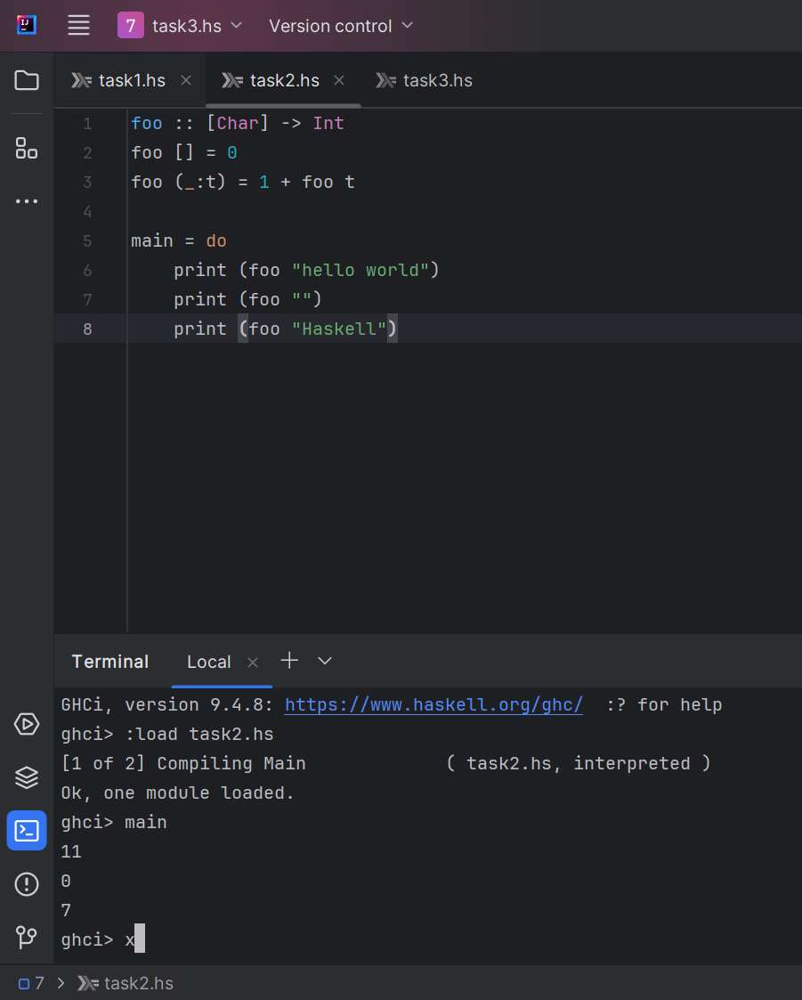 IJ 7 task3.hs Version control
task1.hs task2.hs task3.hs
1 foo :: [Char] -> Int
2 foo [] = 0
3 foo (_:t) = 1 + foo t
4
5 main = do
6     print (foo "hello world")
7     print (foo "")
8     print (foo "Haskell")
Terminal Local
GHCi, version 9.4.8: https://www.haskell.org/ghc/  :? for help
ghci> :load task2.hs
[1 of 2] Compiling Main             ( task2.hs, interpreted )
Ok, one module loaded.
ghci> main
11
0
7
ghci> x
7 > task2.hs